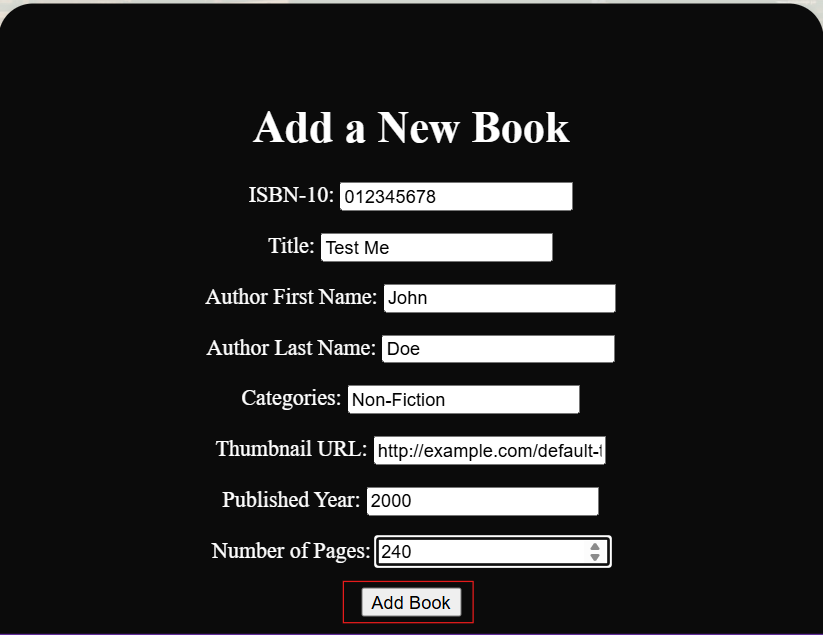 Add a New Book
ISBN-10: 012345678
Title: Test Me
Author First Name: John
Author Last Name: Doe
Categories: Non-Fiction
Thumbnail URL: http://example.com/default-t
Published Year: 2000
Number of Pages: 240
Add Book